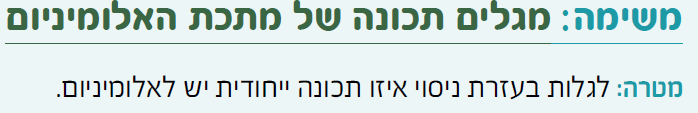 משימה: מגלים תכונה של מתכת האלומיניום
מטרה: לגלות בעזרת ניסוי איזו תכונה ייחודית יש לאלומיניום.